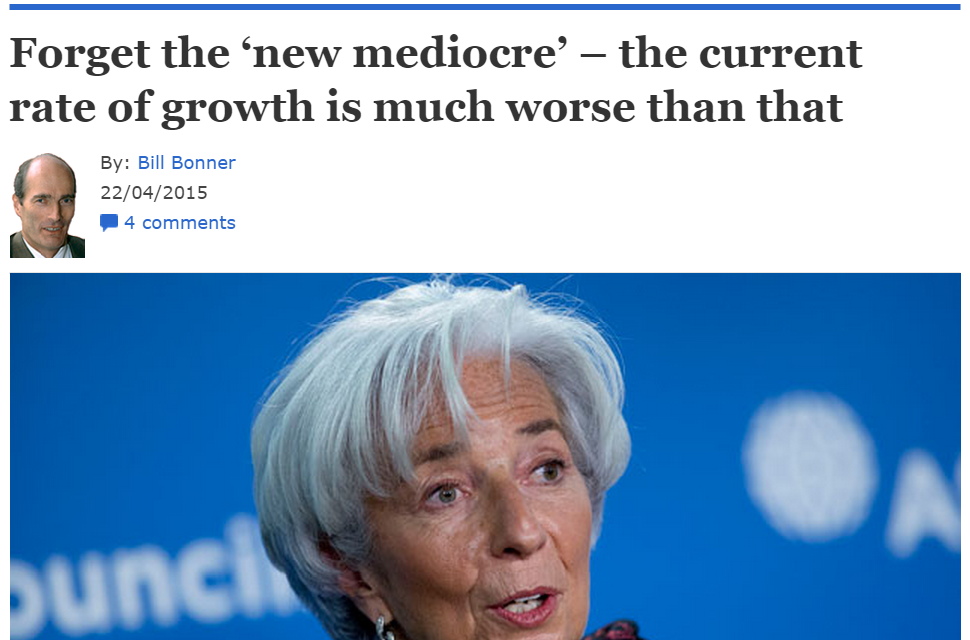 Forget the ‘new mediocre’ – the current
rate of growth is much worse than that
By: Bill Bonner
22/04/2015
4 comments
ounci
A